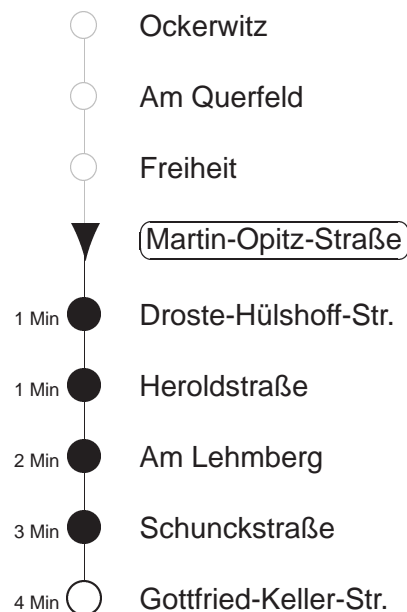 Ockerwitz
Am Querfeld
Freiheit
Martin-Opitz-Straße
1 Min Droste-Hülshoff-Str.
1 Min Heroldstraße
2 Min Am Lehmberg
3 Min Schunckstraße
4 Min Gottfried-Keller-Str.